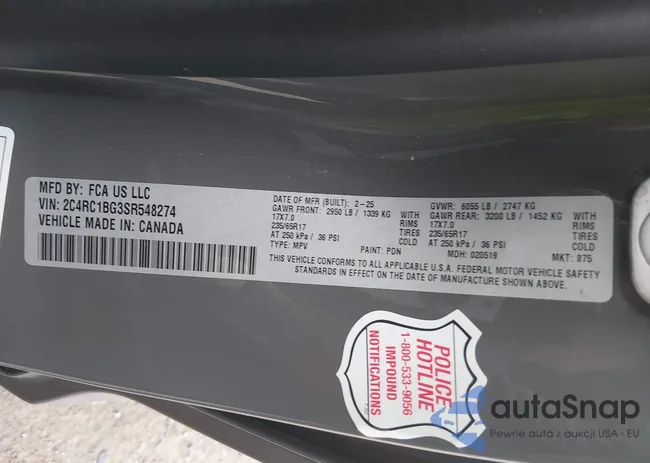 MFD BY: FCA US LLC
VIN: 2C4RC1BG3SR548274
VEHICLE MADE IN: CANADA
DATE OF MFR (BUILT): 2-25
GVWR: 6055 LB / 2747 KG
GAWR FRONT: 2950 LB / 1339 KG WITH
GAWR REAR: 3200 LB / 1452 KG WITH
17X7.0 RIMS
17X7.0 RIMS
235/65R17 TIRES
235/65R17 TIRES
AT 250 kPa / 36 PSI COLD
AT 250 kPa / 36 PSI COLD
TYPE: MPV PAINT: PDN MDH: 020519 MKT: 875
THIS VEHICLE CONFORMS TO ALL APPLICABLE U.S.A. FEDERAL MOTOR VEHICLE SAFETY
STANDARDS IN EFFECT ON THE DATE OF MANUFACTURE SHOWN ABOVE.
POLICE
HOTLINE
1-800-533-9056
IMPOUND
NOTIFICATIONS
autaSnap
Pewne auta z aukcji USA i EU